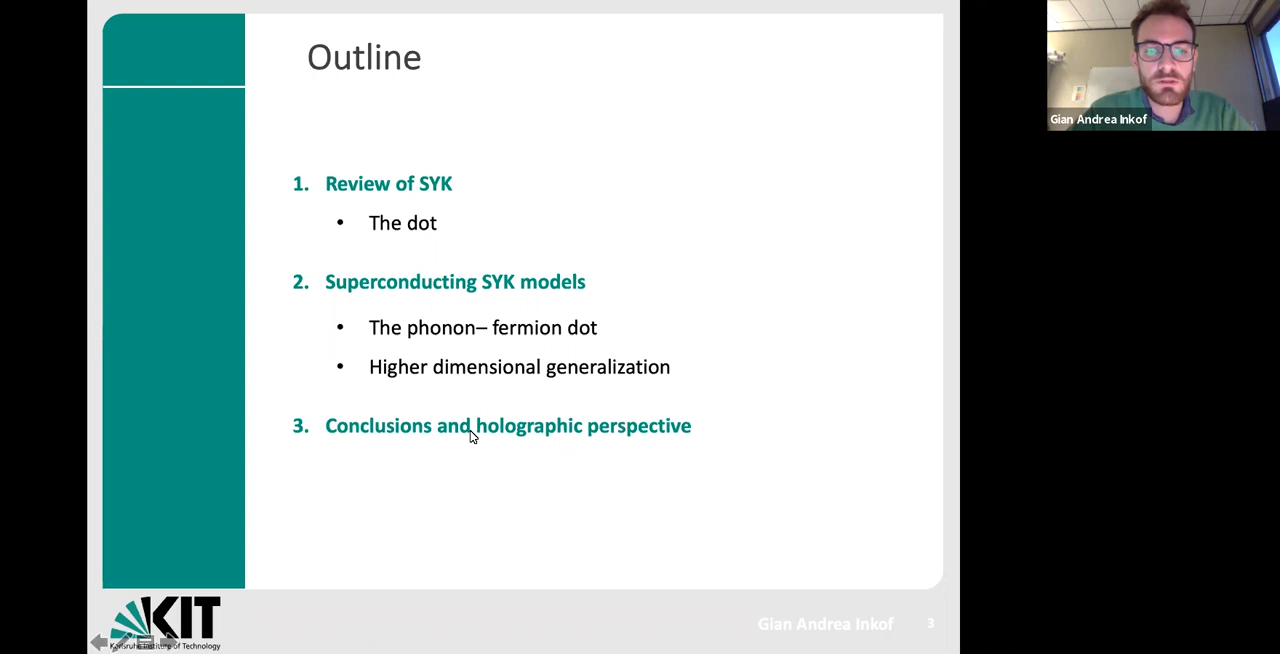 Outline
1. Review of SYK
• The dot
2. Superconducting SYK models
• The phonon– fermion dot
• Higher dimensional generalization
3. Conclusions and holographic perspective
KIT
Karlsruhe Institute of Technology
Gian Andrea Inkof 3
Gian Andrea Inkof